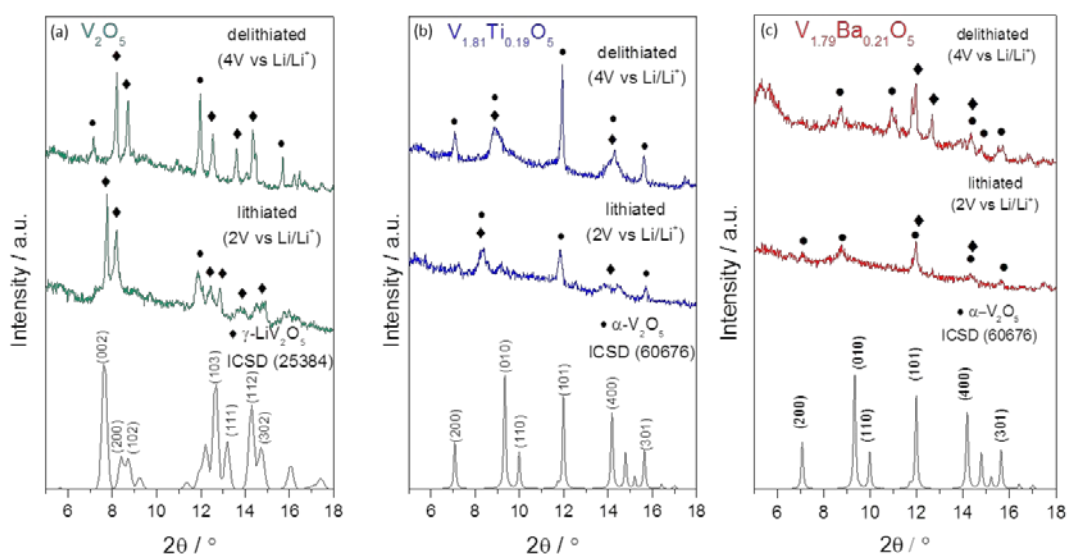 (a) V₂O₅
delithiated
(4V vs Li/Li⁺)
lithiated
(2V vs Li/Li⁺)
γ-LiV₂O₅
ICSD (25384)
(002)
(200)
(102)
(103)
(111)
(112)
(302)
Intensity / a.u.
6 8 10 12 14 16 18
2θ / °
(b) V₁.₈₁Ti₀.₁₉O₅
delithiated
(4V vs Li/Li⁺)
lithiated
(2V vs Li/Li⁺)
α-V₂O₅
ICSD (60676)
(200)
(010)
(110)
(101)
(400)
(301)
Intensity / a.u.
6 8 10 12 14 16 18
2θ / °
(c) V₁.₇₉Ba₀.₂₁O₅
delithiated
(4V vs Li/Li⁺)
lithiated
(2V vs Li/Li⁺)
α–V₂O₅
ICSD (60676)
(200)
(010)
(110)
(101)
(400)
(301)
Intensity / a.u.
6 8 10 12 14 16 18
2θ / °